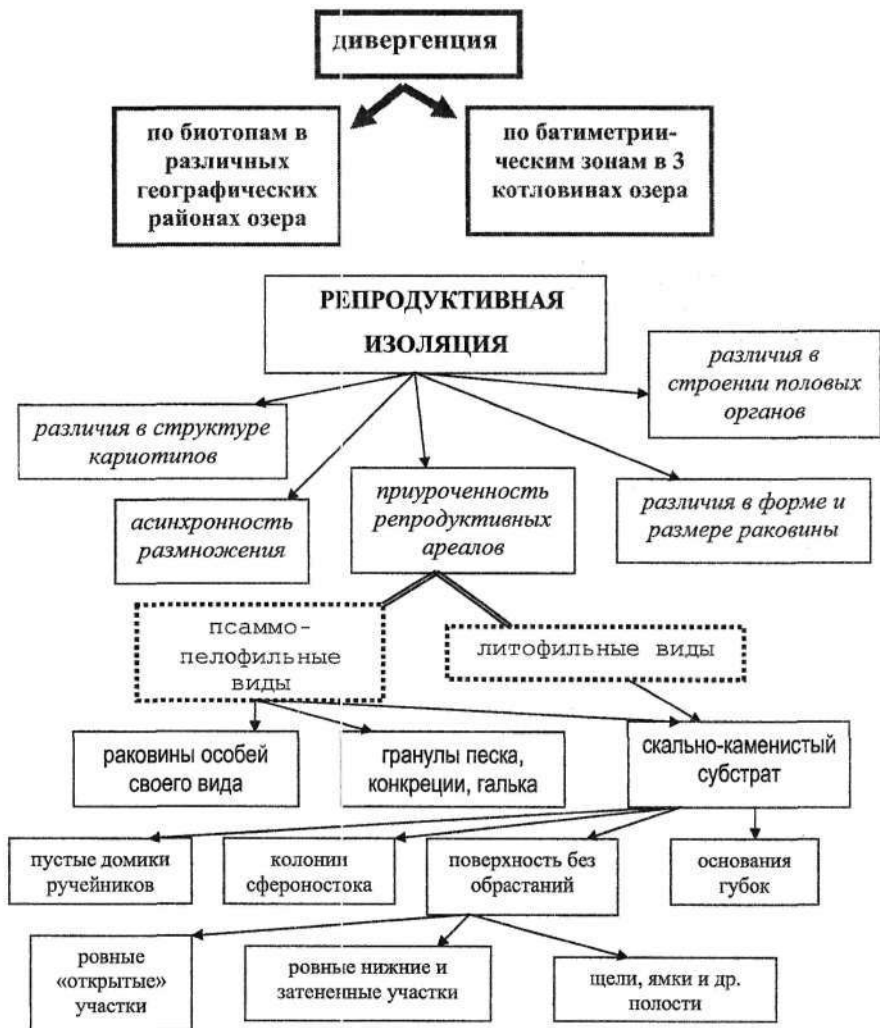 дивергенция
по биотопам в
различных
географических
районах озера
по батиметрии-
ческим зонам в 3
котловинах озера
РЕПРОДУКТИВНАЯ
ИЗОЛЯЦИЯ
различия в
строении половых
органов
различия в структуре
кариотипов
асинхронность
размножения
приуроченность
репродуктивных
ареалов
различия в форме и
размере раковины
псаммо-
пелофильные
виды
литофильные виды
раковины особей
своего вида
гранулы песка,
конкреции, галька
скально-каменистый
субстрат
пустые домики
ручейников
колонии
сфероностока
поверхность без
обрастаний
основания
губок
ровные
«открытые»
участки
ровные нижние и
затененные участки
щели, ямки и др.
полости